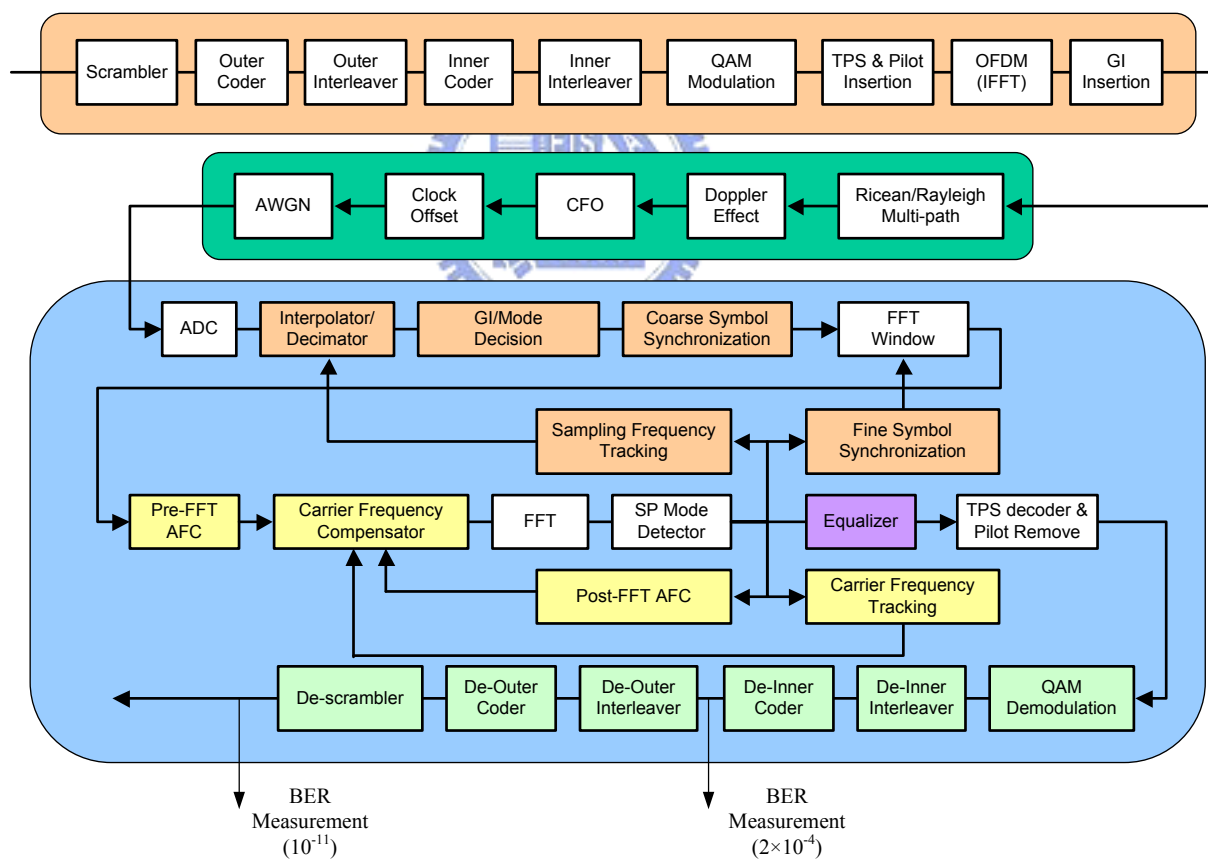 Scrambler
Outer
Coder
Outer
Interleaver
Inner
Coder
Inner
Interleaver
QAM
Modulation
TPS & Pilot
Insertion
OFDM
(IFFT)
GI
Insertion
AWGN
Clock
Offset
CFO
Doppler
Effect
Ricean/Rayleigh
Multi-path
ADC
Interpolator/
Decimator
GI/Mode
Decision
Coarse Symbol
Synchronization
FFT
Window
Sampling Frequency
Tracking
Fine Symbol
Synchronization
Pre-FFT
AFC
Carrier Frequency
Compensator
FFT
SP Mode
Detector
Equalizer
TPS decoder &
Pilot Remove
Post-FFT AFC
Carrier Frequency
Tracking
De-scrambler
De-Outer
Coder
De-Outer
Interleaver
De-Inner
Coder
De-Inner
Interleaver
QAM
Demodulation
BER
Measurement
(10⁻¹¹)
BER
Measurement
(2×10⁻⁴)